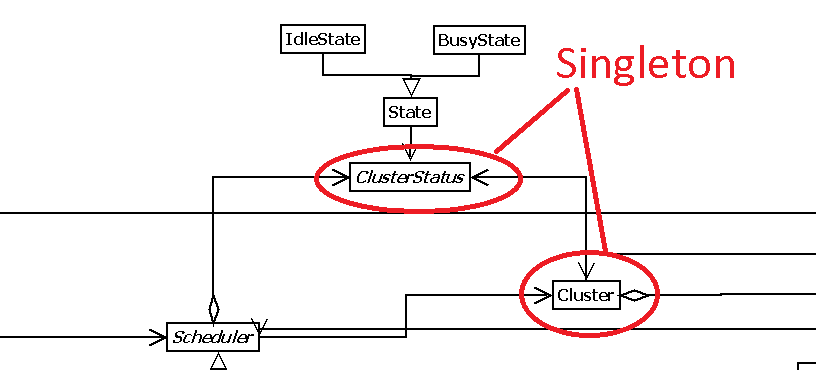 IdleState
BusyState
Singleton
State
ClusterStatus
Cluster
Scheduler